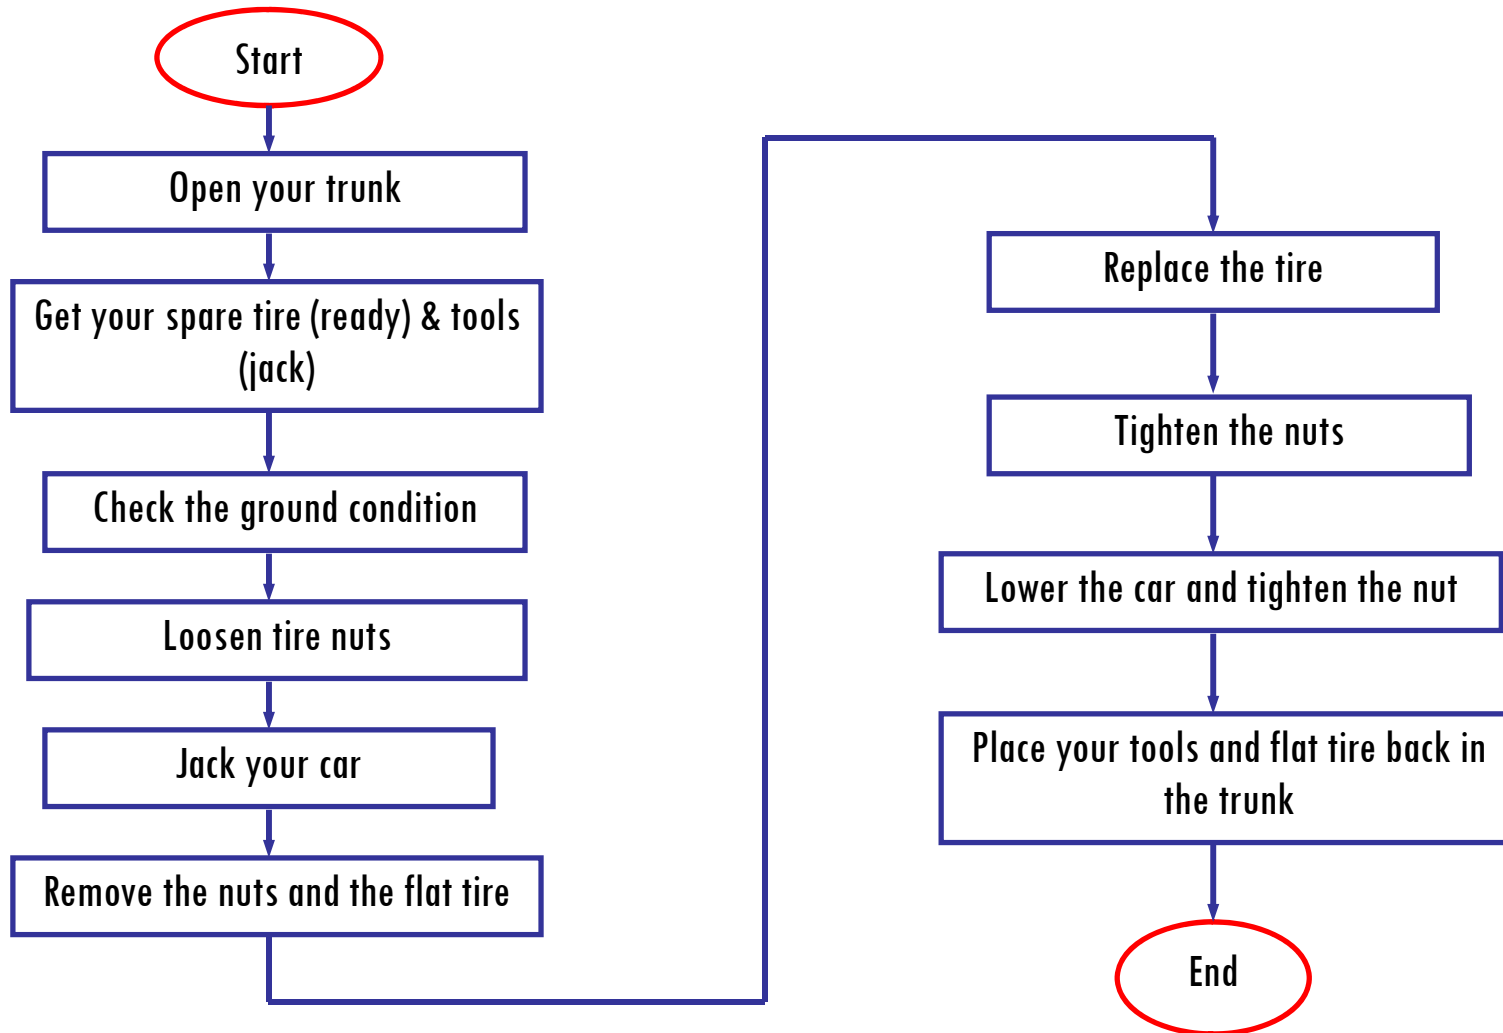 Start
Open your trunk
Get your spare tire (ready) & tools
(jack)
Check the ground condition
Loosen tire nuts
Jack your car
Remove the nuts and the flat tire
Replace the tire
Tighten the nuts
Lower the car and tighten the nut
Place your tools and flat tire back in
the trunk
End